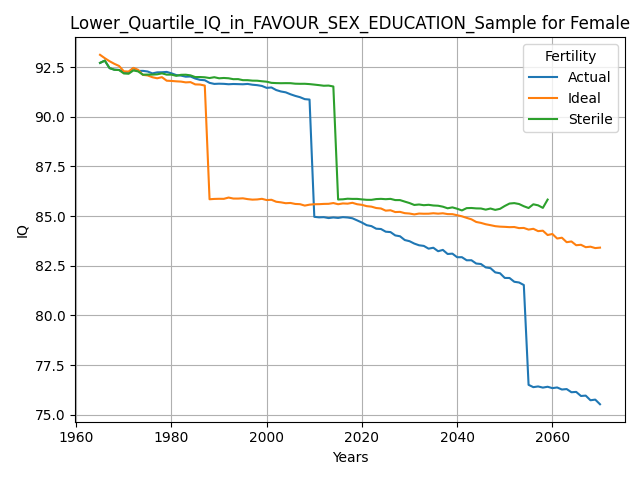 Lower_Quartile_IQ_in_FAVOUR_SEX_EDUCATION_Sample for Female
Fertility
Actual
Ideal
Sterile
IQ
92.5
90.0
87.5
85.0
82.5
80.0
77.5
75.0
1960 1980 2000 2020 2040 2060
Years